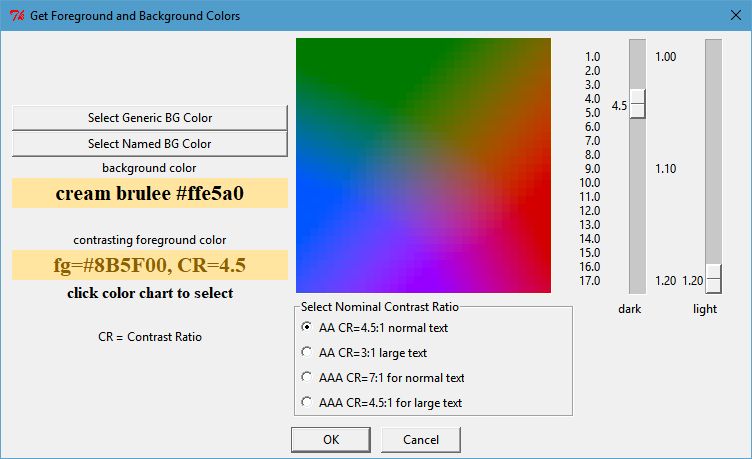 Get Foreground and Background Colors
Select Generic BG Color
Select Named BG Color
background color
cream brulee #ffe5a0
contrasting foreground color
fg=#8B5F00, CR=4.5
click color chart to select
CR = Contrast Ratio
Select Nominal Contrast Ratio
AA CR=4.5:1 normal text
AA CR=3:1 large text
AAA CR=7:1 for normal text
AAA CR=4.5:1 for large text
OK
Cancel
1.0
2.0
3.0
4.0
5.0
6.0
7.0
8.0
9.0
10.0
11.0
12.0
13.0
14.0
15.0
16.0
17.0
4.5
dark
1.00
1.10
1.20
1.20
light